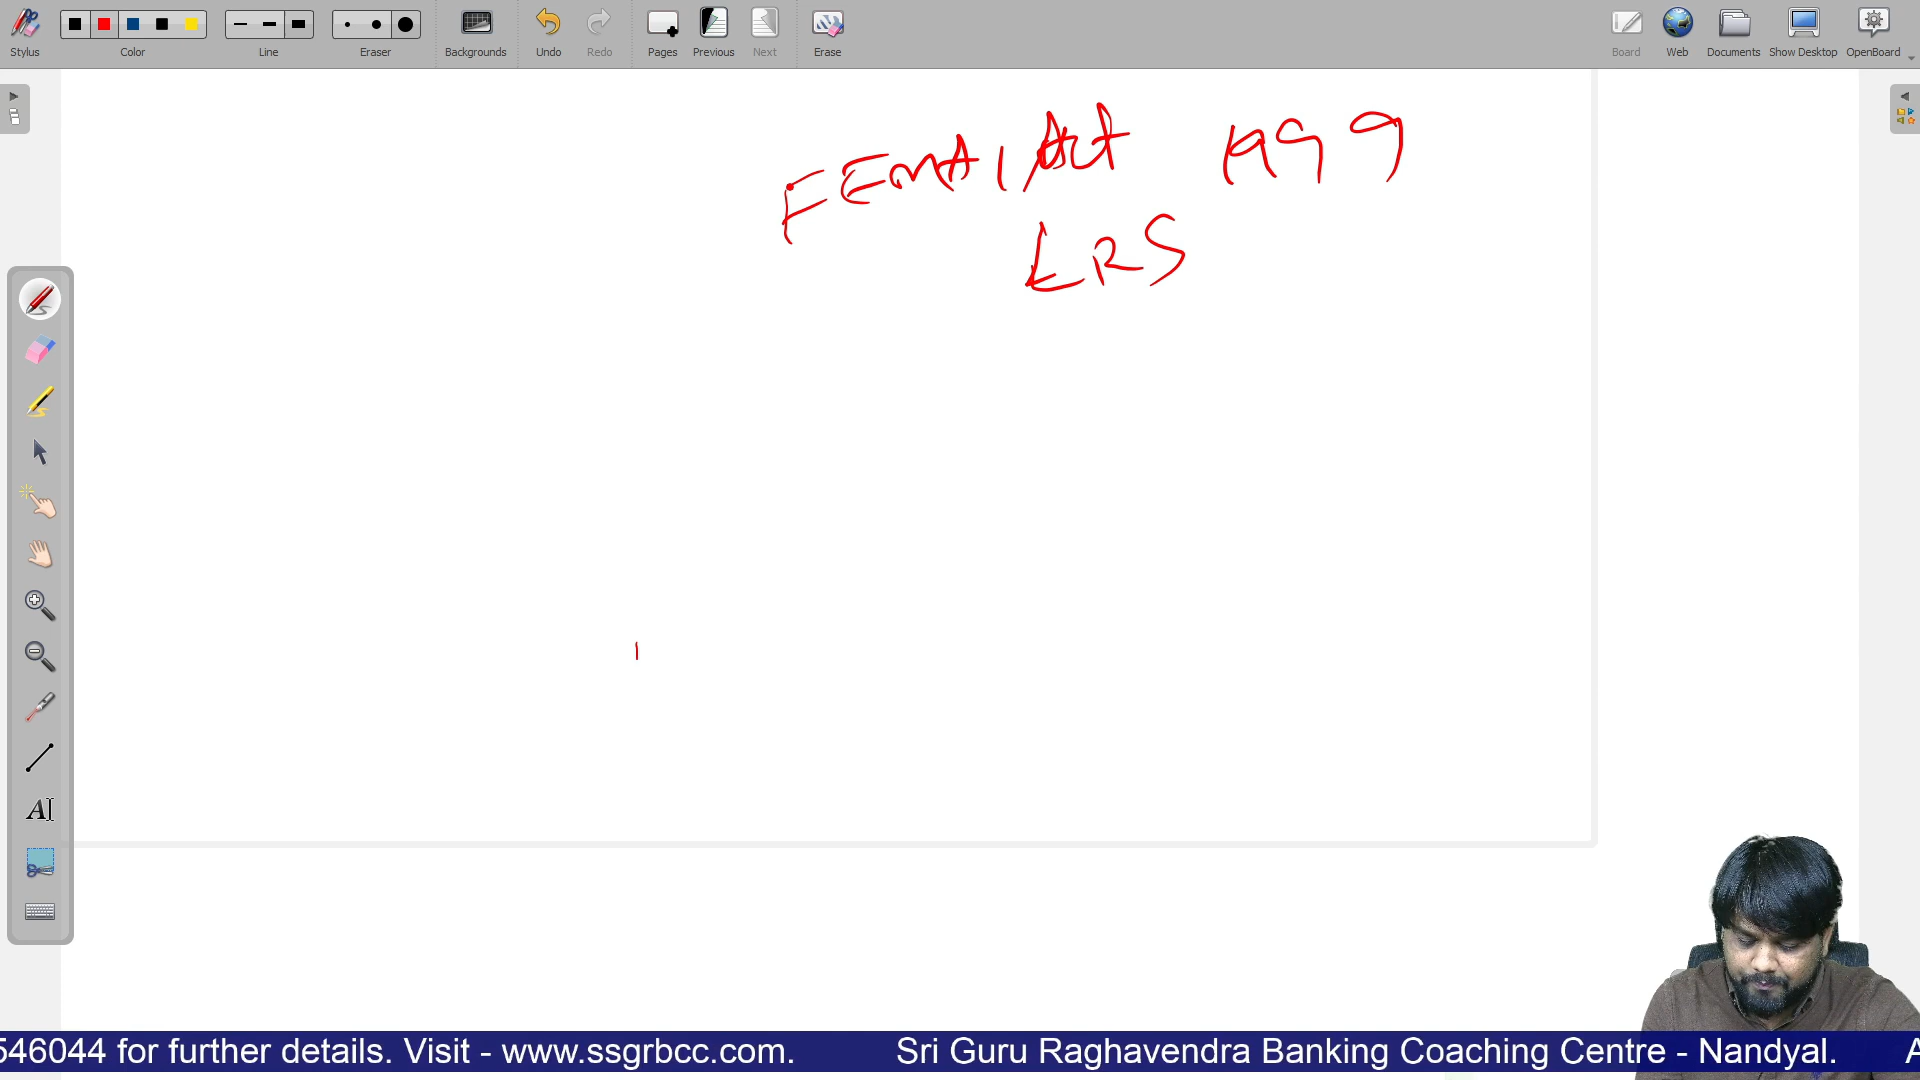 Stylus Color Line Eraser Backgrounds Undo Redo Pages Previous Next Erase Board Web Documents Show Desktop OpenBoard
FEMA, Act 1999
LRS
546044 for further details. Visit - www.ssgrbcc.com. Sri Guru Raghavendra Banking Coaching Centre - Nandyal. A